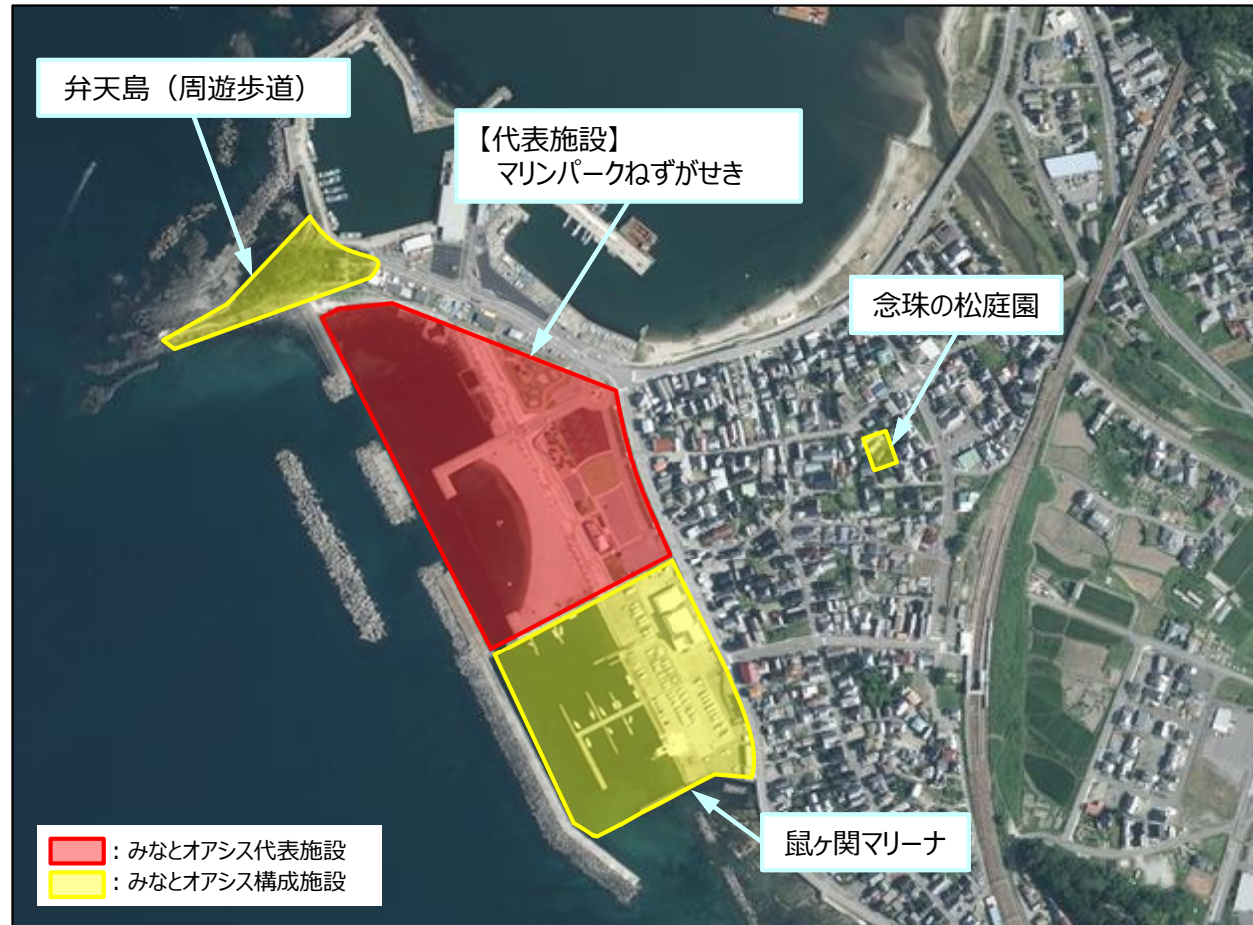 弁天島（周遊歩道）
【代表施設】
マリンパークねずがせき
念珠の松庭園
鼠ヶ関マリーナ
：みなとオアシス代表施設
：みなとオアシス構成施設